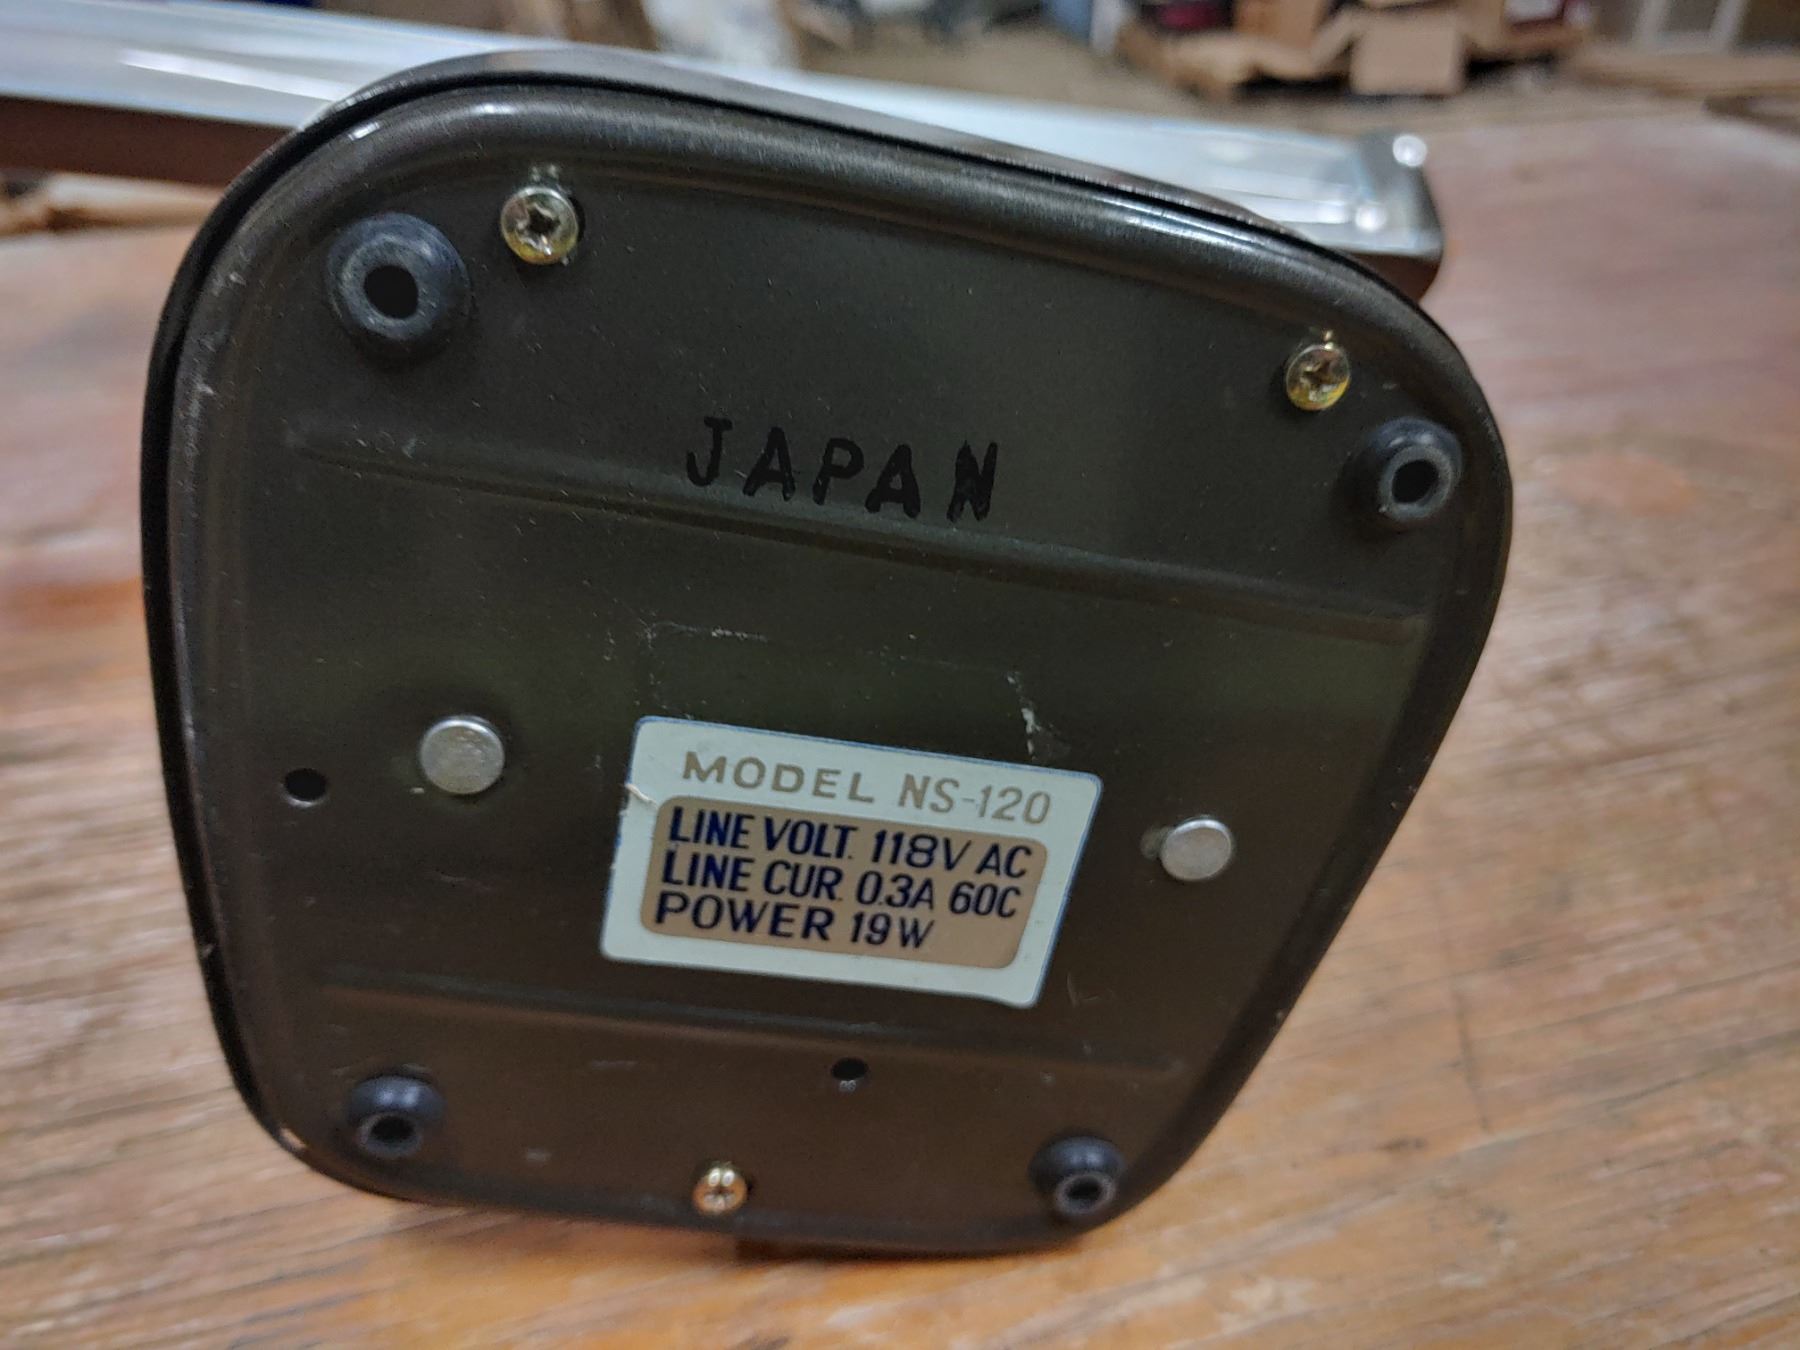 JAPAN
MODEL NS-120
LINE VOLT. 118V AC
LINE CUR. 0.3A 60C
POWER 19W